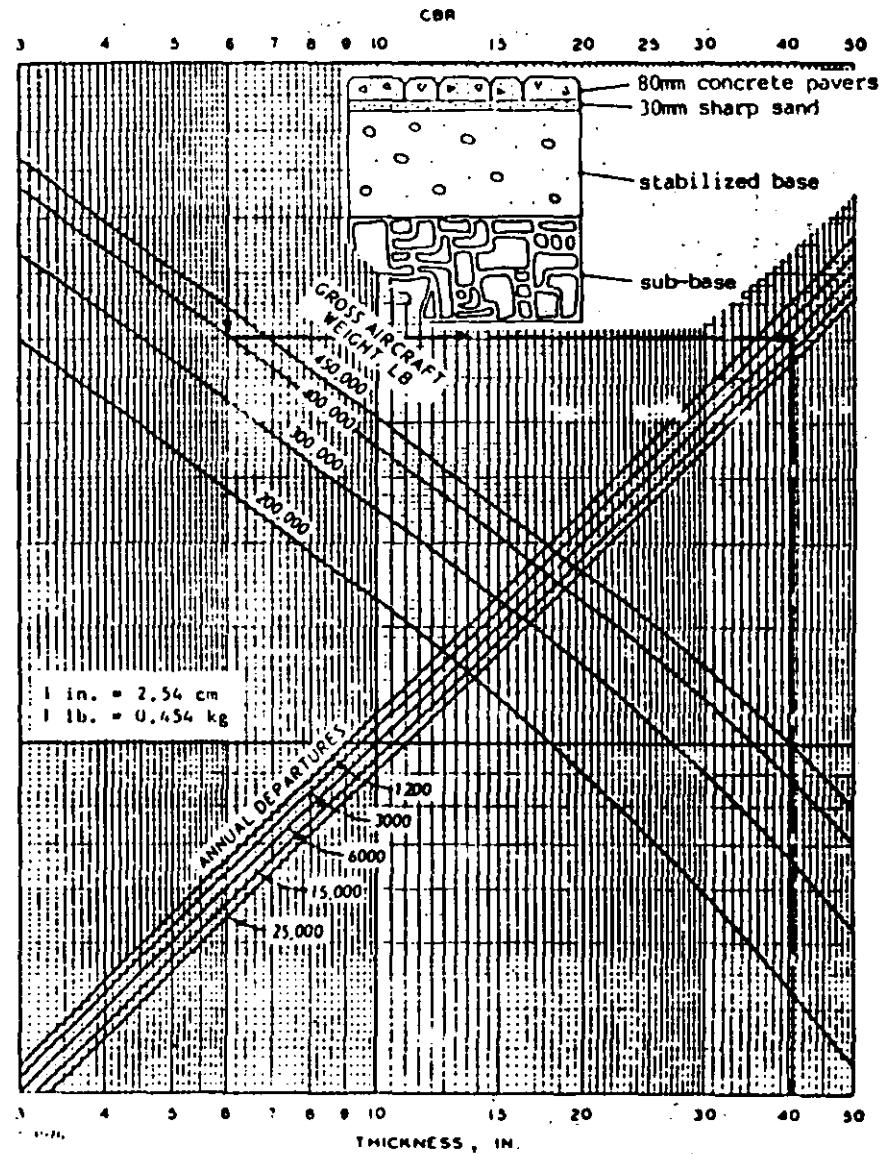 CBR
3 4 5 6 7 8 9 10 15 20 25 30 40 50
80mm concrete pavers
30mm sharp sand
stabilized base
sub-base
GROSS AIRCRAFT
WEIGHT LB
450,000
400,000
300,000
200,000
1 in. = 2.54 cm
1 lb. = 0.454 kg
ANNUAL DEPARTURES
1200
3000
6000
15,000
25,000
3 4 5 6 7 8 9 10 15 20 30 40 50
THICKNESS, IN.